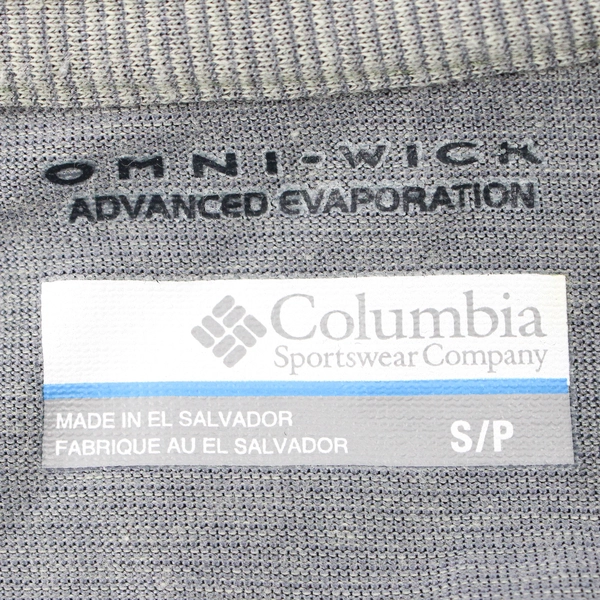 OMNI-WICK
ADVANCED EVAPORATION
Columbia
Sportswear Company
MADE IN EL SALVADOR
FABRIQUE AU EL SALVADOR
S/P